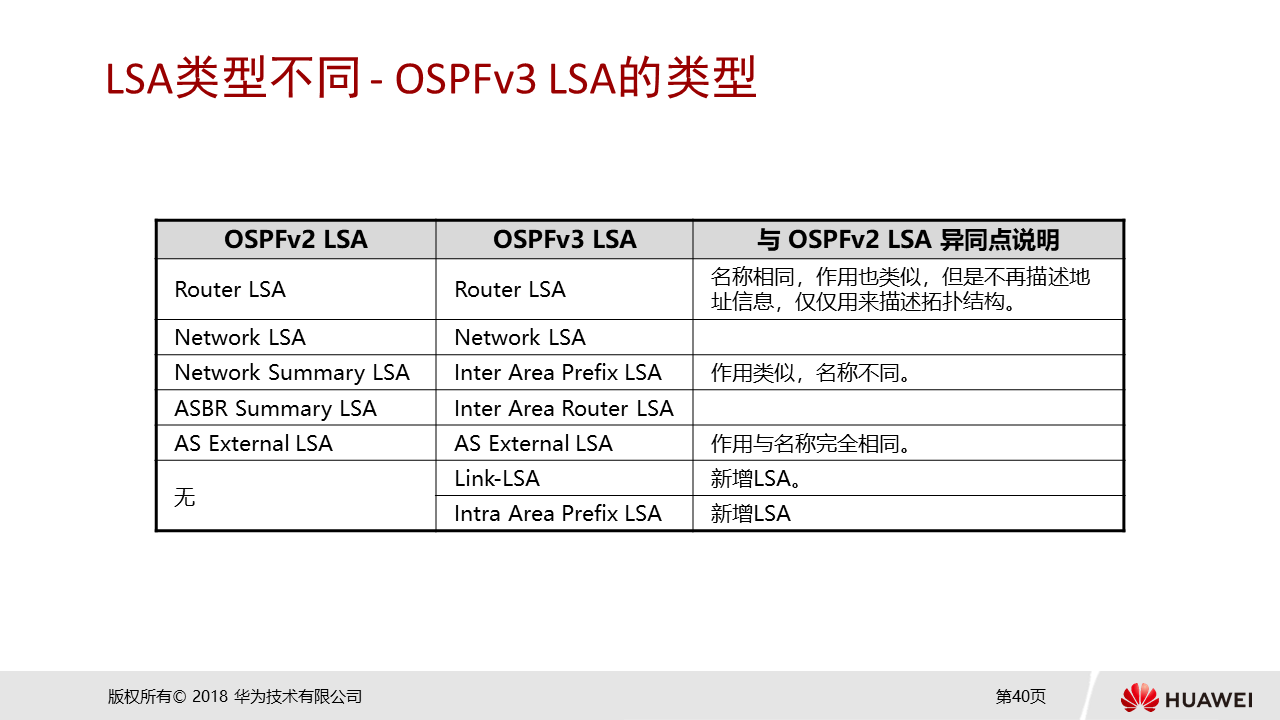 LSA类型不同 - OSPFv3 LSA的类型
OSPFv2 LSA
OSPFv3 LSA
与 OSPFv2 LSA 异同点说明
Router LSA
Router LSA
名称相同，作用也类似，但是不再描述地
址信息，仅仅用来描述拓扑结构。
Network LSA
Network LSA
Network Summary LSA
Inter Area Prefix LSA
作用类似，名称不同。
ASBR Summary LSA
Inter Area Router LSA
AS External LSA
AS External LSA
作用与名称完全相同。
无
Link-LSA
新增LSA。
Intra Area Prefix LSA
新增LSA
版权所有© 2018 华为技术有限公司
第40页
HUAWEI